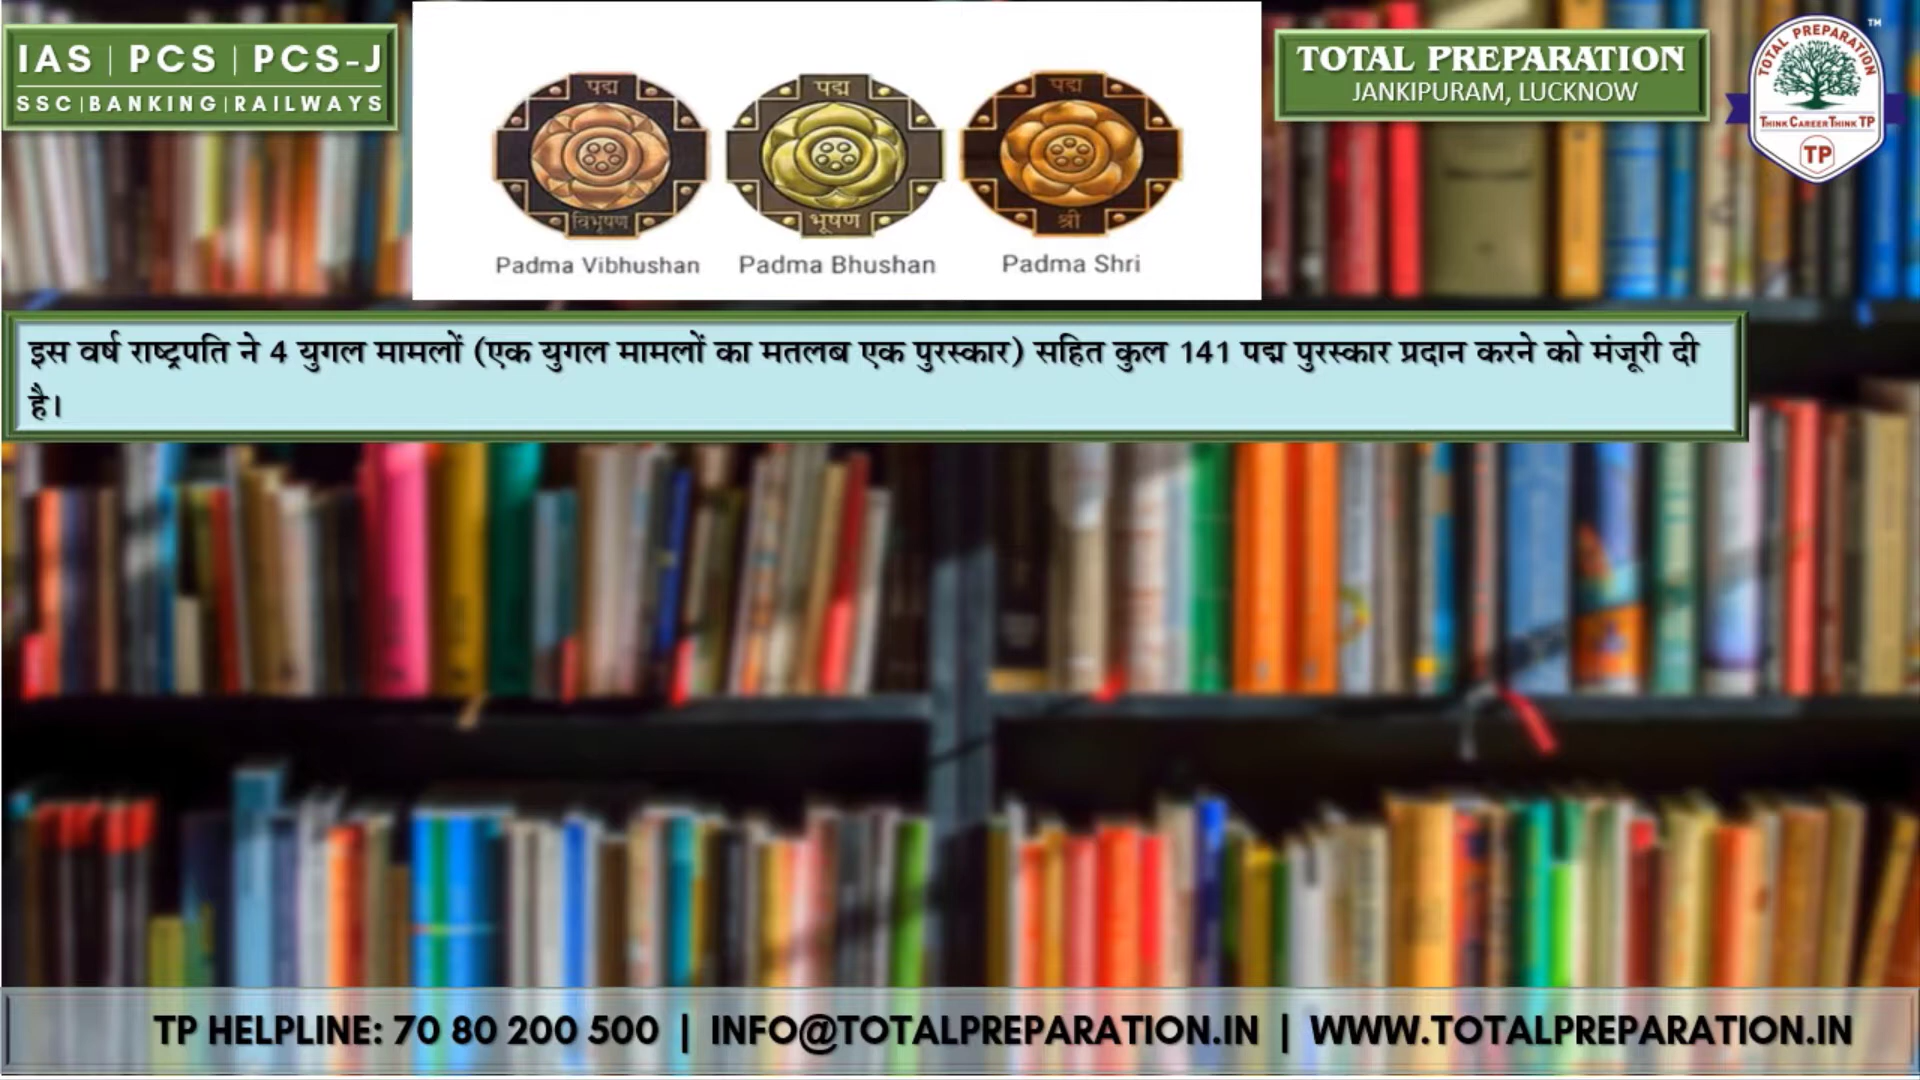 IAS | PCS | PCS-J
SSC|BANKING|RAILWAYS
पद्म
विभूषण
Padma Vibhushan
पद्म
भूषण
Padma Bhushan
पद्म
श्री
Padma Shri
TOTAL PREPARATION
JANKIPURAM, LUCKNOW
TM
TOTAL PREPARATION
THINK CAREER THINK TP
TP
इस वर्ष राष्ट्रपति ने 4 युगल मामलों (एक युगल मामलों का मतलब एक पुरस्कार) सहित कुल 141 पद्म पुरस्कार प्रदान करने को मंजूरी दी
है।
TP HELPLINE: 70 80 200 500 | INFO@TOTALPREPARATION.IN | WWW.TOTALPREPARATION.IN